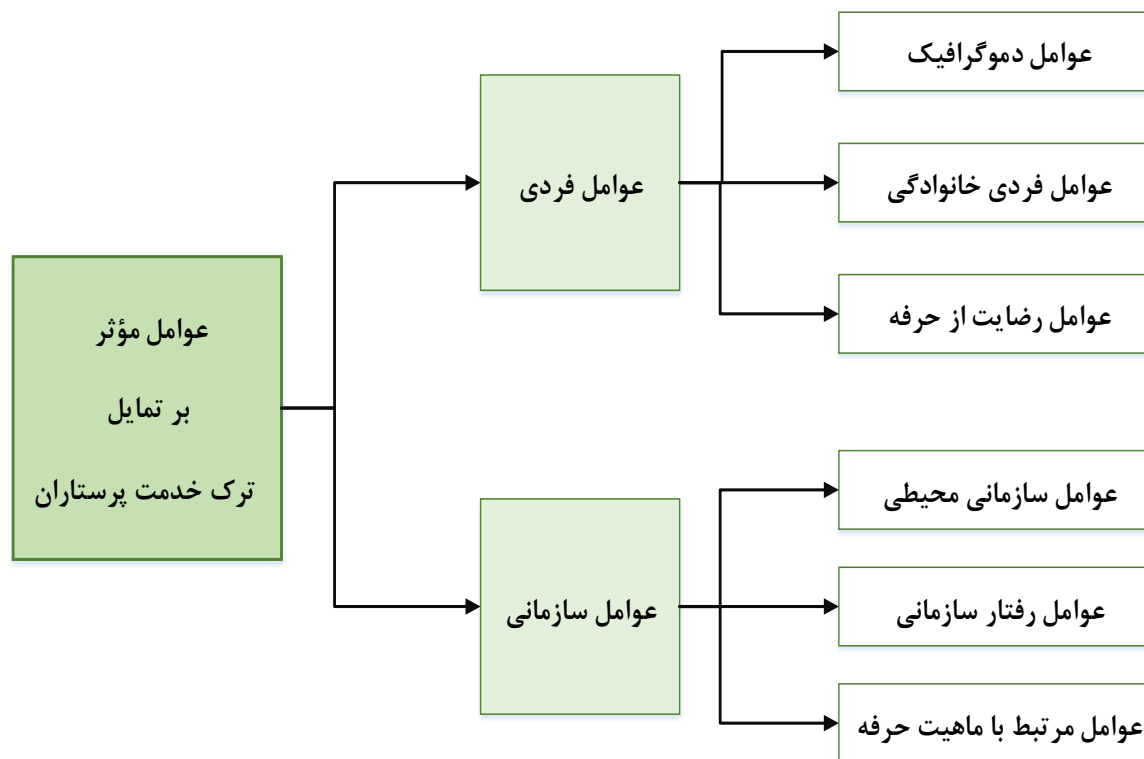 عوامل مؤثر
بر تمایل
ترک خدمت پرستاران
عوامل فردی
عوامل دموگرافیک
عوامل فردی خانوادگی
عوامل رضایت از حرفه
عوامل سازمانی
عوامل سازمانی محیطی
عوامل رفتار سازمانی
عوامل مرتبط با ماهیت حرفه